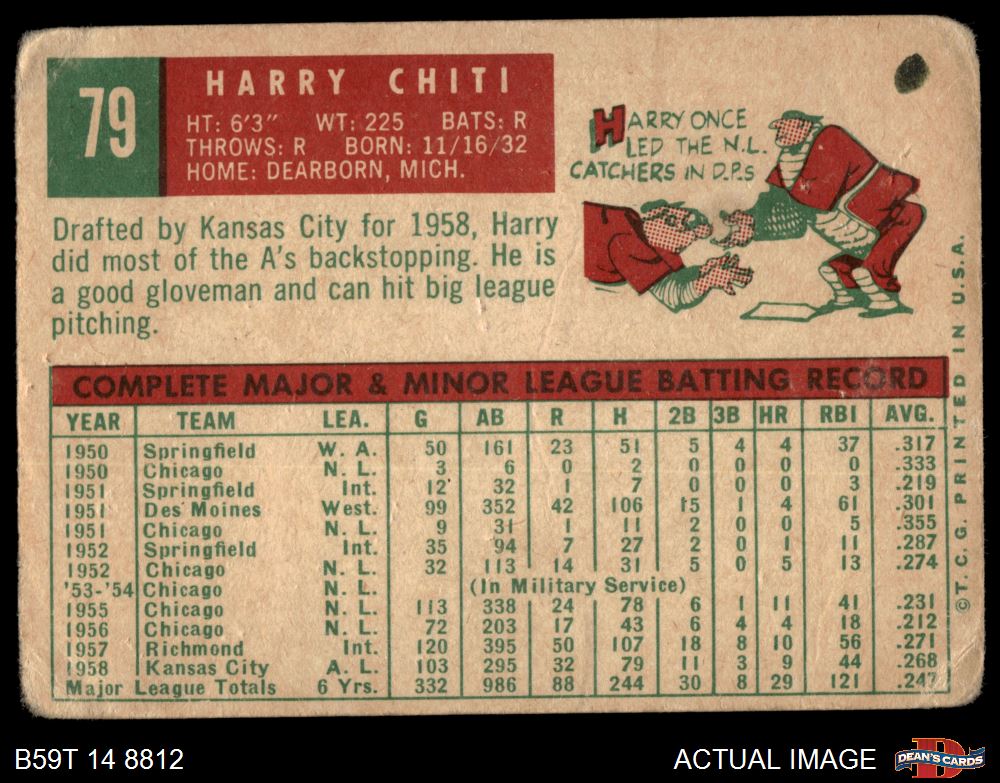 79
HARRY CHITI
HT: 6'3" WT: 225 BATS: R
THROWS: R BORN: 11/16/32
HOME: DEARBORN, MICH.
HARRY ONCE
LED THE N.L.
CATCHERS IN D.P.s
Drafted by Kansas City for 1958, Harry
did most of the A's backstopping. He is
a good gloveman and can hit big league
pitching.
COMPLETE MAJOR & MINOR LEAGUE BATTING RECORD
YEAR TEAM LEA. G AB R H 2B 3B HR RBI AVG.
1950 Springfield W. A. 50 161 23 51 5 4 4 37 .317
1950 Chicago N. L. 3 6 0 2 0 0 0 0 .333
1951 Springfield Int. 12 32 1 7 0 0 0 3 .219
1951 Des Moines West. 99 352 42 106 15 1 4 61 .301
1951 Chicago N. L. 9 31 1 11 2 0 0 5 .355
1952 Springfield Int. 35 94 7 27 2 0 1 11 .287
1952 Chicago N. L. 32 113 14 31 5 0 5 13 .274
'53-'54 Chicago N. L. (In Military Service)
1955 Chicago N. L. 113 338 24 78 6 1 11 41 .231
1956 Chicago N. L. 72 203 17 43 6 4 4 18 .212
1957 Richmond Int. 120 395 50 107 18 8 10 56 .271
1958 Kansas City A. L. 103 295 32 79 11 3 9 44 .268
Major League Totals 6 Yrs. 332 986 88 244 30 8 29 121 .247
©T. C. G. PRINTED IN U.S.A.
B59T 14 8812
ACTUAL IMAGE
D
DEAN'S CARDS